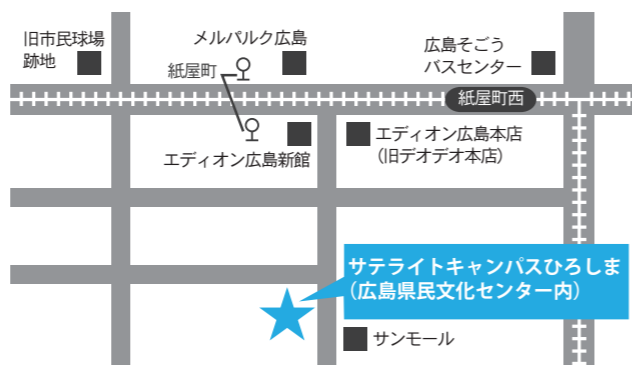 旧市民球場
跡地
メルパルク広島
紙屋町
広島そごう
バスセンター
紙屋町西
エディオン広島新館
エディオン広島本店
(旧デオデオ本店)
サテライトキャンパスひろしま
(広島県民文化センター内)
サンモール